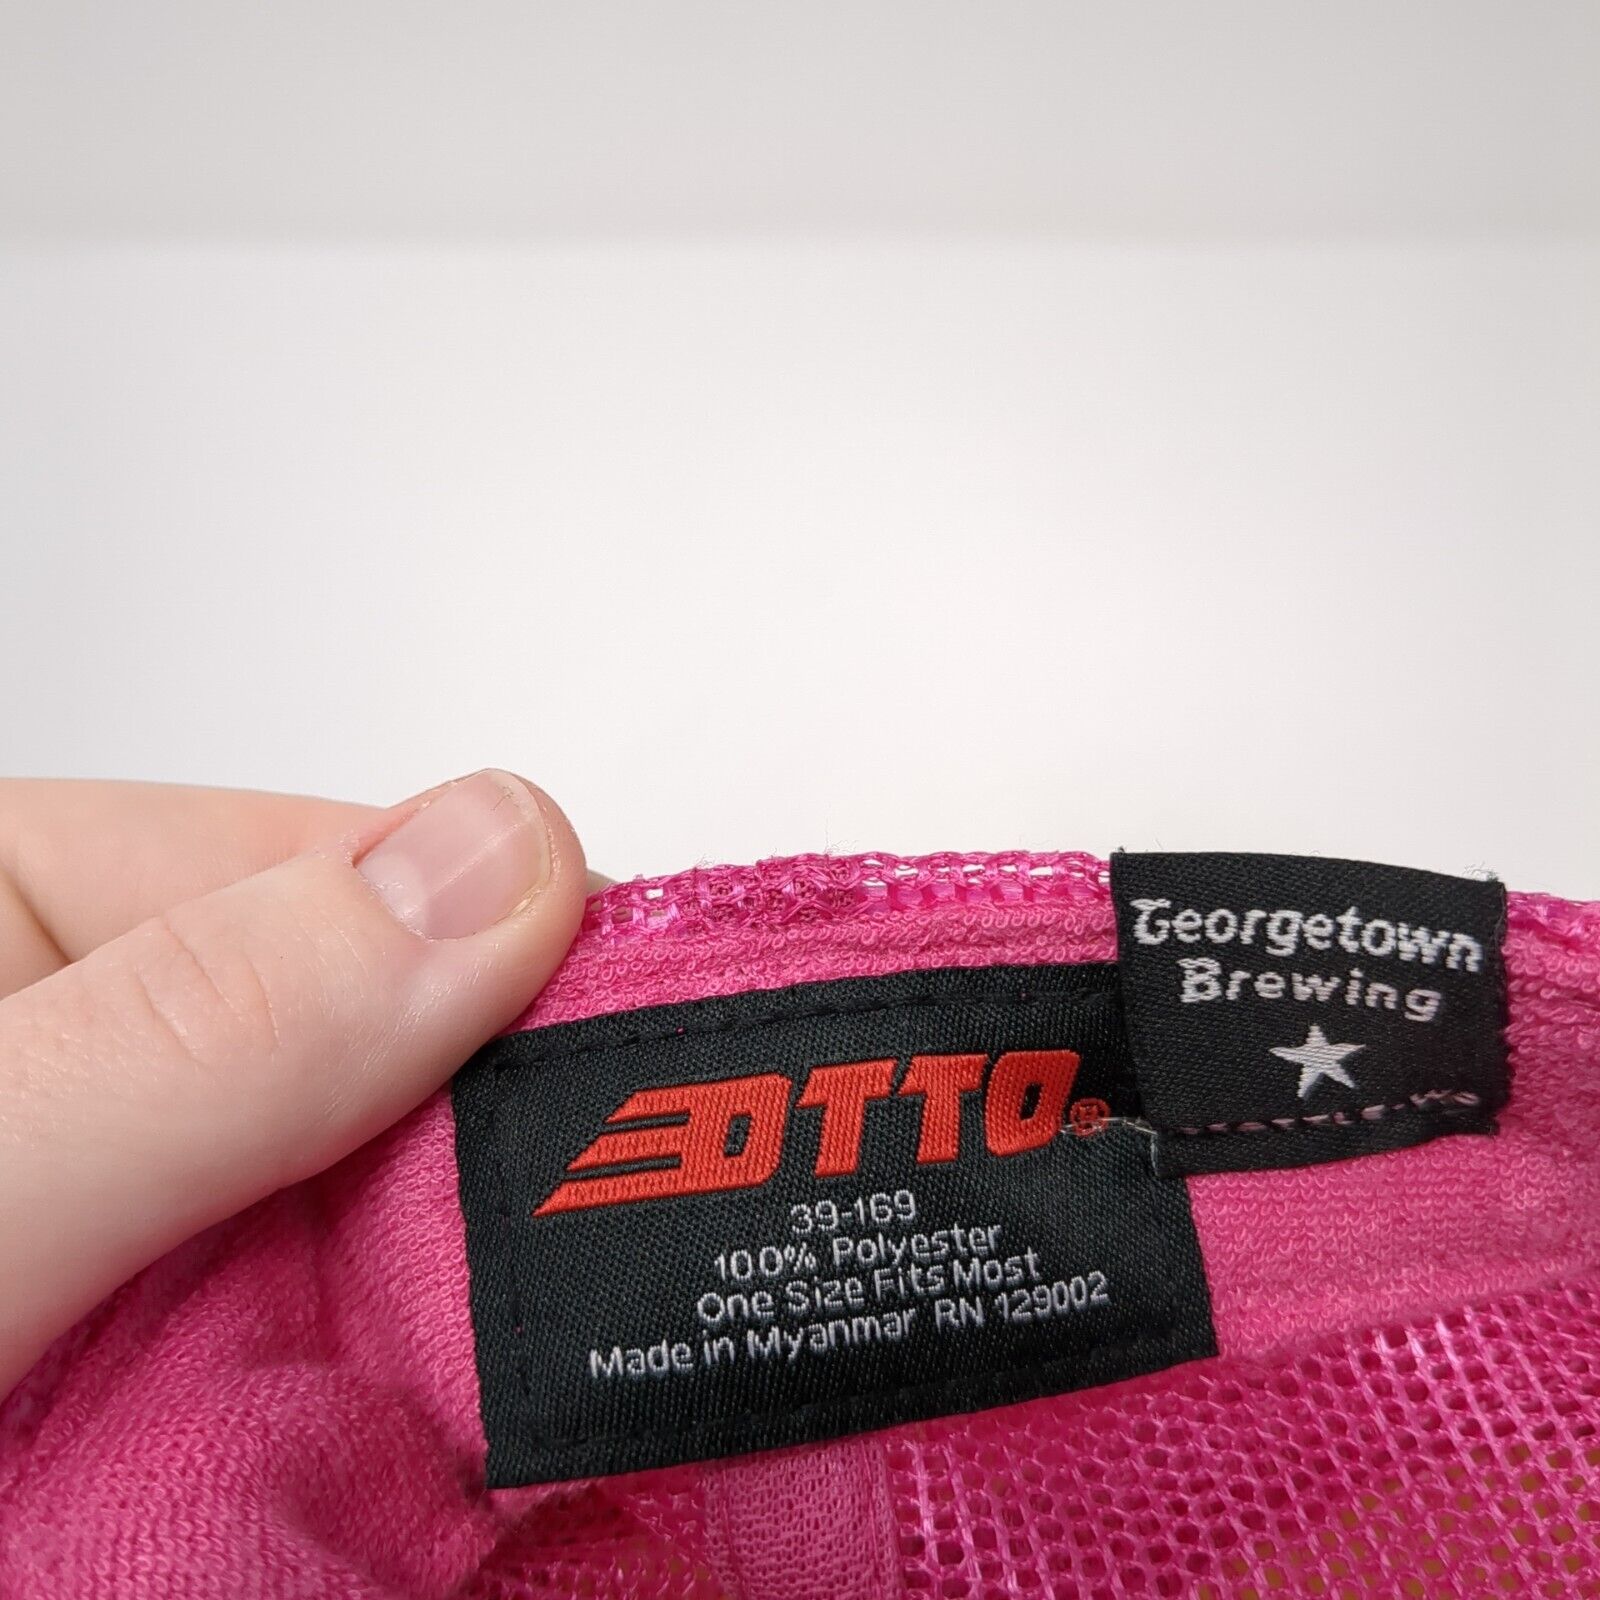 OTTO®
39-169
100% Polyester
One Size Fits Most
Made in Myanmar RN 129002
Georgetown
Brewing